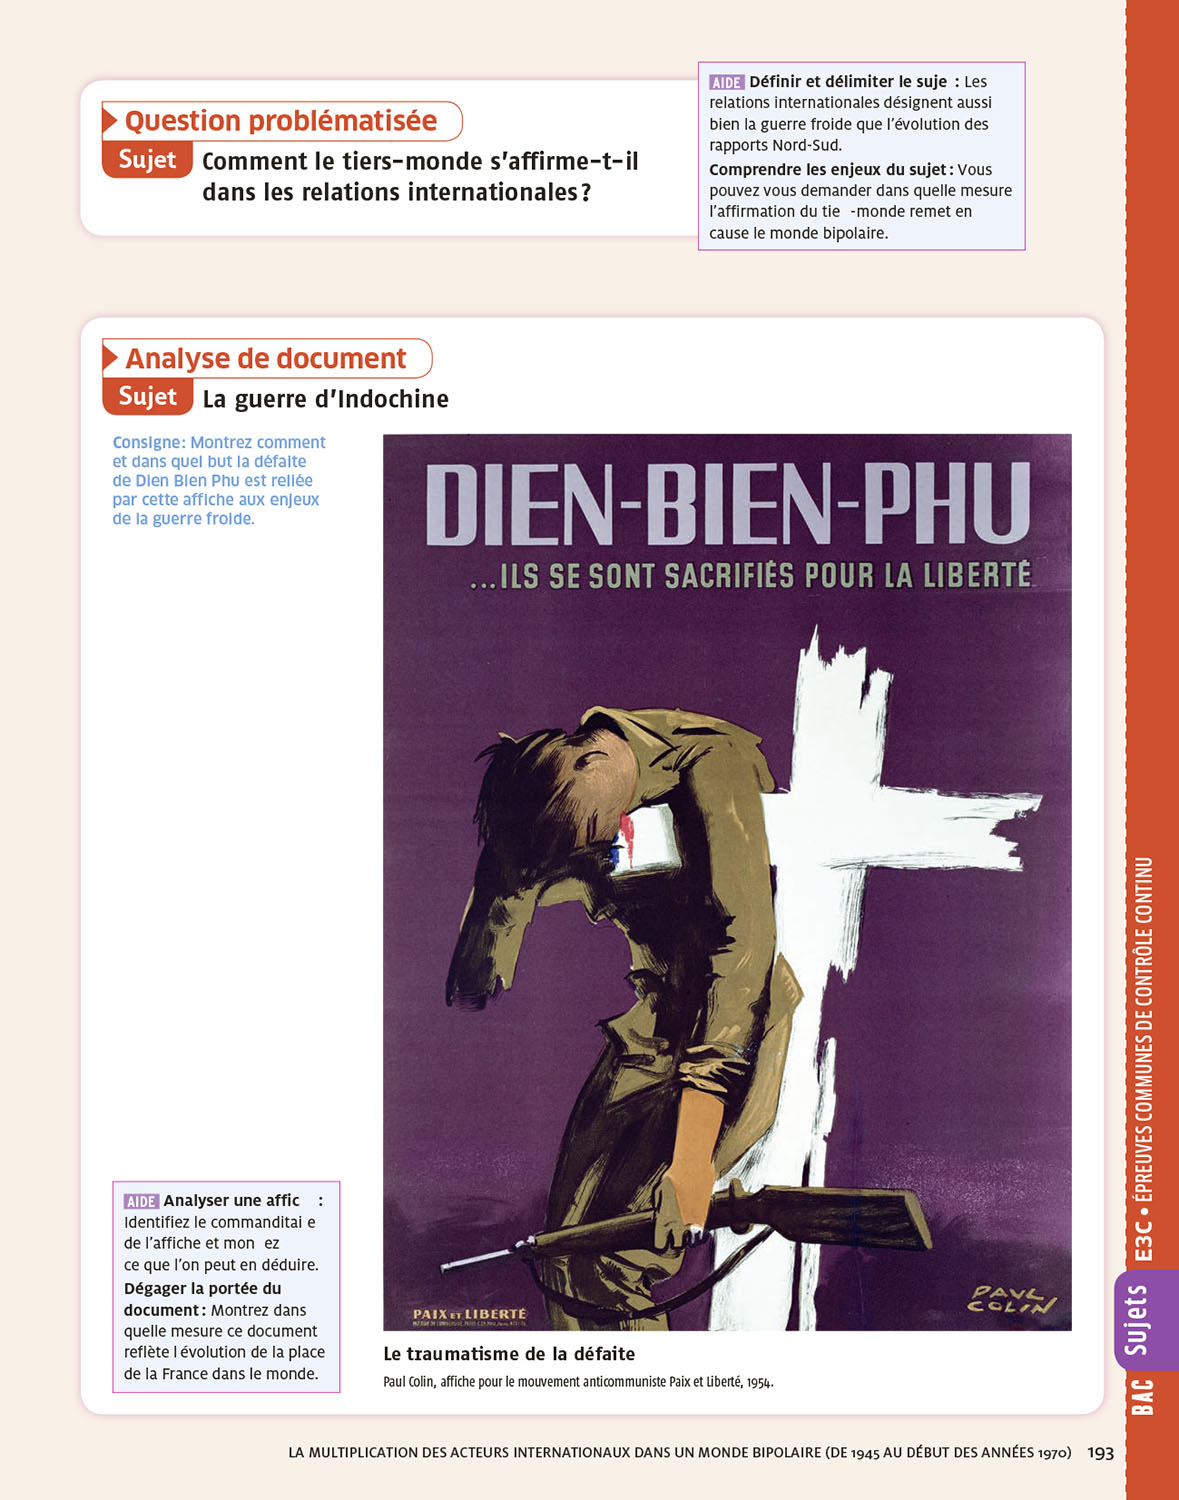 Question problématisée
Sujet Comment le tiers-monde s'affirme-t-il
dans les relations internationales ?
AIDE Définir et délimiter le suje : Les
relations internationales désignent aussi
bien la guerre froide que l'évolution des
rapports Nord-Sud.
Comprendre les enjeux du sujet : Vous
pouvez vous demander dans quelle mesure
l'affirmation du tie -monde remet en
cause le monde bipolaire.
Analyse de document
Sujet La guerre d'Indochine
Consigne : Montrez comment
et dans quel but la défaite
de Dien Bien Phu est reliée
par cette affiche aux enjeux
de la guerre froide.
DIEN-BIEN-PHU
...ILS SE SONT SACRIFIÉS POUR LA LIBERTÉ
PAIX ET LIBERTÉ
PAUL
COLIN
AIDE Analyser une affic :
Identifiez le commanditai e
de l'affiche et mon ez
ce que l'on peut en déduire.
Dégager la portée du
document : Montrez dans
quelle mesure ce document
reflète l évolution de la place
de la France dans le monde.
Le traumatisme de la défaite
Paul Colin, affiche pour le mouvement anticommuniste Paix et Liberté, 1954.
LA MULTIPLICATION DES ACTEURS INTERNATIONAUX DANS UN MONDE BIPOLAIRE (DE 1945 AU DÉBUT DES ANNÉES 1970) 193
BAC Sujets E3C • ÉPREUVES COMMUNES DE CONTRÔLE CONTINU